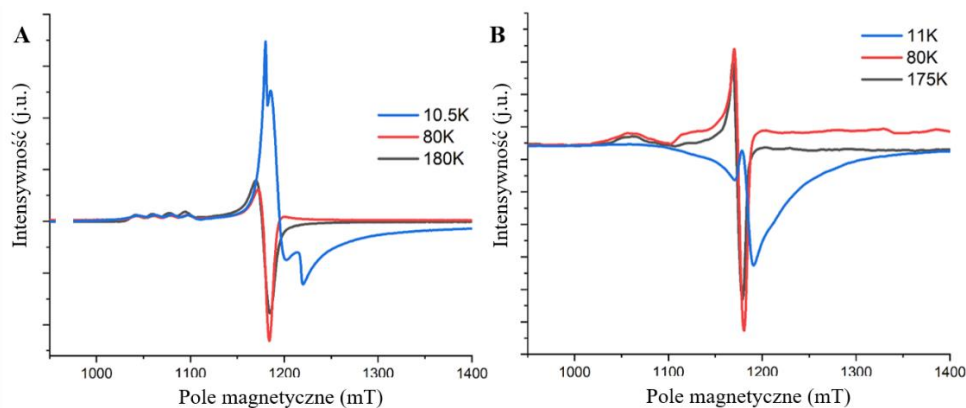 A
Intensywność (j.u.)
10.5K
80K
180K
1000
1100
1200
1300
1400
Pole magnetyczne (mT)
B
Intensywność (j.u.)
11K
80K
175K
1000
1100
1200
1300
1400
Pole magnetyczne (mT)